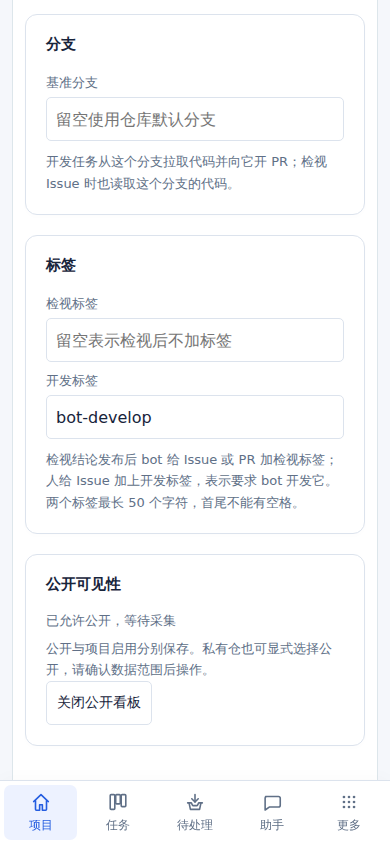 分支
基准分支
留空使用仓库默认分支
开发任务从这个分支拉取代码并向它开 PR；检视
Issue 时也读取这个分支的代码。
标签
检视标签
留空表示检视后不加标签
开发标签
bot-develop
检视结论发布后 bot 给 Issue 或 PR 加检视标签；
人给 Issue 加上开发标签，表示要求 bot 开发它。
两个标签最长 50 个字符，首尾不能有空格。
公开可见性
已允许公开，等待采集
公开与项目启用分别保存。私有仓也可显式选择公
开，请确认数据范围后操作。
关闭公开看板
项目
任务
待处理
助手
更多